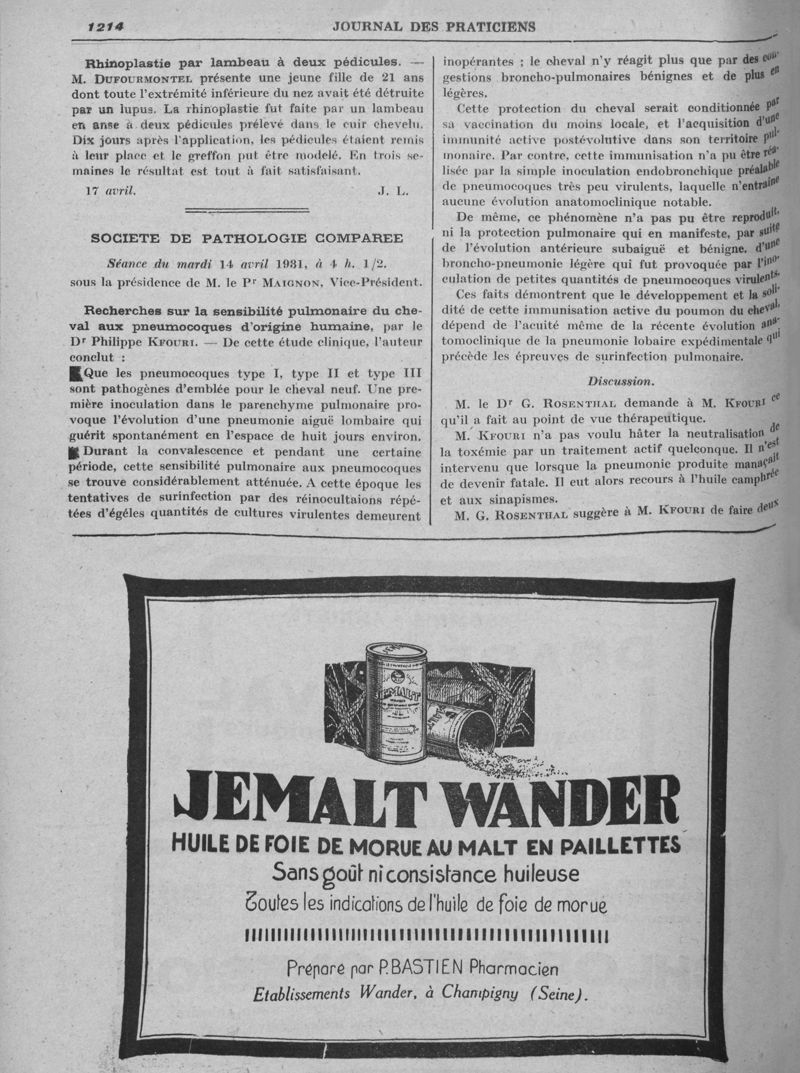 1214
JOURNAL DES PRATICIENS
Rhinoplastie par lambeau à deux pédicules. —
M. DUFOURMONTEL présente une jeune fille de 21 ans
dont toute l'extrémité inférieure du nez avait été détruite
par un lupus. La rhinoplastie fut faite par un lambeau
en anse à deux pédicules prélevé dans le cuir chevelu.
Dix jours après l'application, les pédicules étaient remis
à leur place et le greffon put être modelé. En trois se-
maines le résultat est tout à fait satisfaisant.
17 avril.
J. L.
SOCIETE DE PATHOLOGIE COMPAREE
Séance du mardi 14 avril 1931, à 4 h. 1/2.
sous la présidence de M. le Pr MAIGNON, Vice-Président.
Recherches sur la sensibilité pulmonaire du che-
val aux pneumocoques d'origine humaine, par le
Dr Philippe KFOURI. — De cette étude clinique, l'auteur
conclut :
Que les pneumocoques type I, type II et type III
sont pathogènes d'emblée pour le cheval neuf. Une pre-
mière inoculation dans le parenchyme pulmonaire pro-
voque l'évolution d'une pneumonie aiguë lombaire qui
guérit spontanément en l'espace de huit jours environ.
Durant la convalescence et pendant une certaine
période, cette sensibilité pulmonaire aux pneumocoques
se trouve considérablement atténuée. A cette époque les
tentatives de surinfection par des réinocultaions répé-
tées d'égéles quantités de cultures virulentes demeurent
inopérantes ; le cheval n'y réagit plus que par des con-
gestions broncho-pulmonaires bénignes et de plus en
légères.
Cette protection du cheval serait conditionnée par
sa vaccination du moins locale, et l'acquisition d'une
immunité active postévolutive dans son territoire pul-
monaire. Par contre, cette immunisation n'a pu être réa-
lisée par la simple inoculation endobronchique préalable
de pneumocoques très peu virulents, laquelle n'entraîne
aucune évolution anatomoclinique notable.
De même, ce phénomène n'a pas pu être reproduit,
ni la protection pulmonaire qui en manifeste, par suite
de l'évolution antérieure subaiguë et bénigne, d'une
broncho-pneumonie légère qui fut provoquée par l'ino-
culation de petites quantités de pneumocoques virulents.
Ces faits démontrent que le développement et la soli-
dité de cette immunisation active du poumon du cheval,
dépend de l'acuité même de la récente évolution ana-
tomoclinique de la pneumonie lobaire expédimentale qui
précède les épreuves de surinfection pulmonaire.
Discussion.
M. le Dr G. ROSENTHAL demande à M. KFOURI ce
qu'il a fait au point de vue thérapeutique.
M. KFOURI n'a pas voulu hâter la neutralisation de
la toxémie par un traitement actif quelconque. Il n'est
intervenu que lorsque la pneumonie produite manaçait
de devenir fatale. Il eut alors recours à l'huile camphrée
et aux sinapismes.
M. G. ROSENTHAL suggère à M. KFOURI de faire deux
JEMALT
JEMALT WANDER
HUILE DE FOIE DE MORUE AU MALT EN PAILLETTES
Sans goût ni consistance huileuse
Toutes les indications de l'huile de foie de morue
Préparé par P. BASTIEN Pharmacien
Etablissements Wander, à Champigny (Seine).